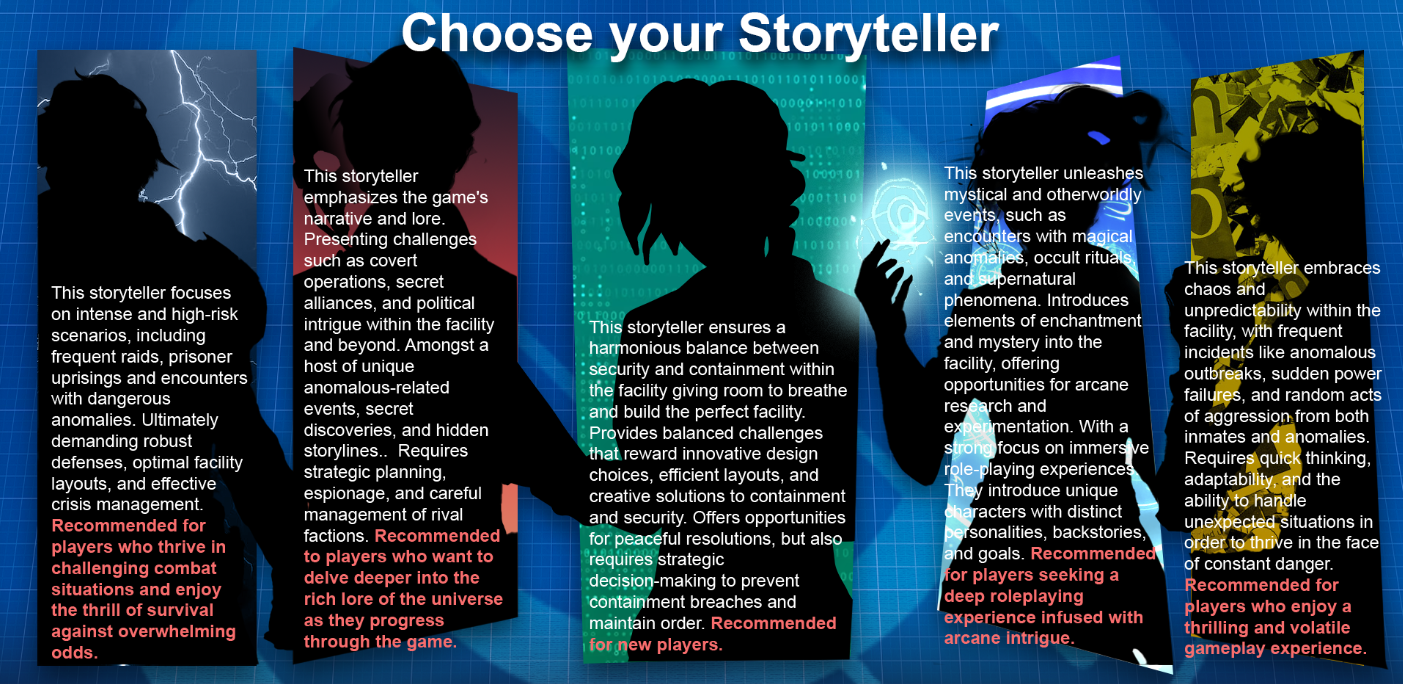 Choose your Storyteller
This storyteller focuses
on intense and high-risk
scenarios, including
frequent raids, prisoner
uprisings and encounters
with dangerous
anomalies. Ultimately
demanding robust
defenses, optimal facility
layouts, and effective
crisis management.
Recommended for
players who thrive in
challenging combat
situations and enjoy
the thrill of survival
against overwhelming
odds.
This storyteller
emphasizes the game's
narrative and lore.
Presenting challenges
such as covert
operations, secret
alliances, and political
intrigue within the facility
and beyond. Amongst a
host of unique
anomalous-related
events, secret
discoveries, and hidden
storylines..  Requires
strategic planning,
espionage, and careful
management of rival
factions. Recommended
to players who want to
delve deeper into the
rich lore of the universe
as they progress
through the game.
This storyteller ensures a
harmonious balance between
security and containment within
the facility giving room to breathe
and build the perfect facility.
Provides balanced challenges
that reward innovative design
choices, efficient layouts, and
creative solutions to containment
and security. Offers opportunities
for peaceful resolutions, but also
requires strategic
decision-making to prevent
containment breaches and
maintain order. Recommended
for new players.
This storyteller unleashes
mystical and otherworldly
events, such as
encounters with magical
anomalies, occult rituals,
and supernatural
phenomena. Introduces
elements of enchantment
and mystery into the
facility, offering
opportunities for arcane
research and
experimentation. With a
strong focus on immersive
role-playing experiences.
They introduce unique
characters with distinct
personalities, backstories,
and goals. Recommended
for players seeking a
deep roleplaying
experience infused with
arcane intrigue.
This storyteller embraces
chaos and
unpredictability within the
facility, with frequent
incidents like anomalous
outbreaks, sudden power
failures, and random acts
of aggression from both
inmates and anomalies.
Requires quick thinking,
adaptability, and the
ability to handle
unexpected situations in
order to thrive in the face
of constant danger.
Recommended for
players who enjoy a
thrilling and volatile
gameplay experience.